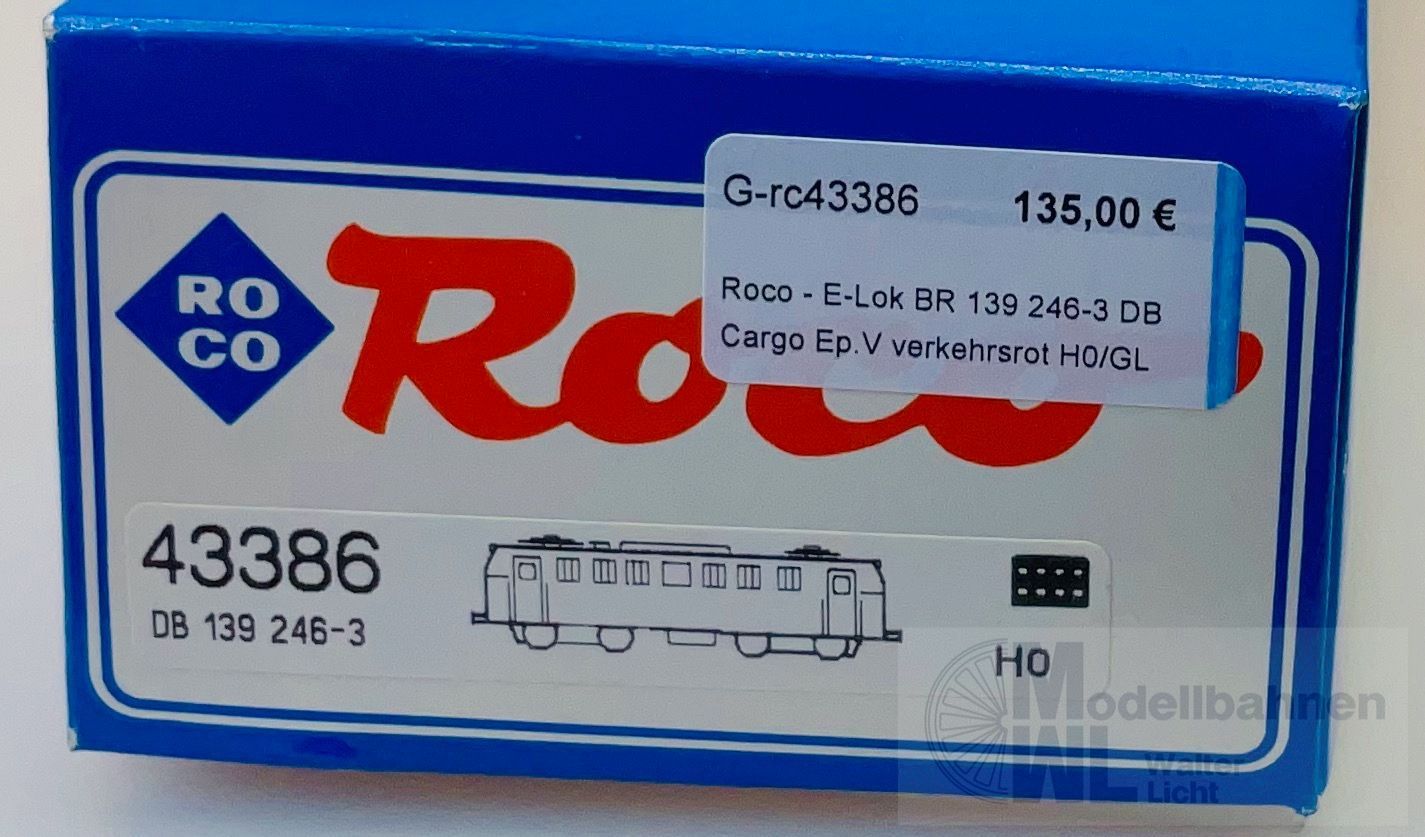 G-rc43386 135,00 €
Roco - E-Lok BR 139 246-3 DB
Cargo Ep.V verkehrsrot H0/GL
RO
CO
Roco
43386
DB 139 246-3
H0
Modellbahnen
WL Walter
Licht